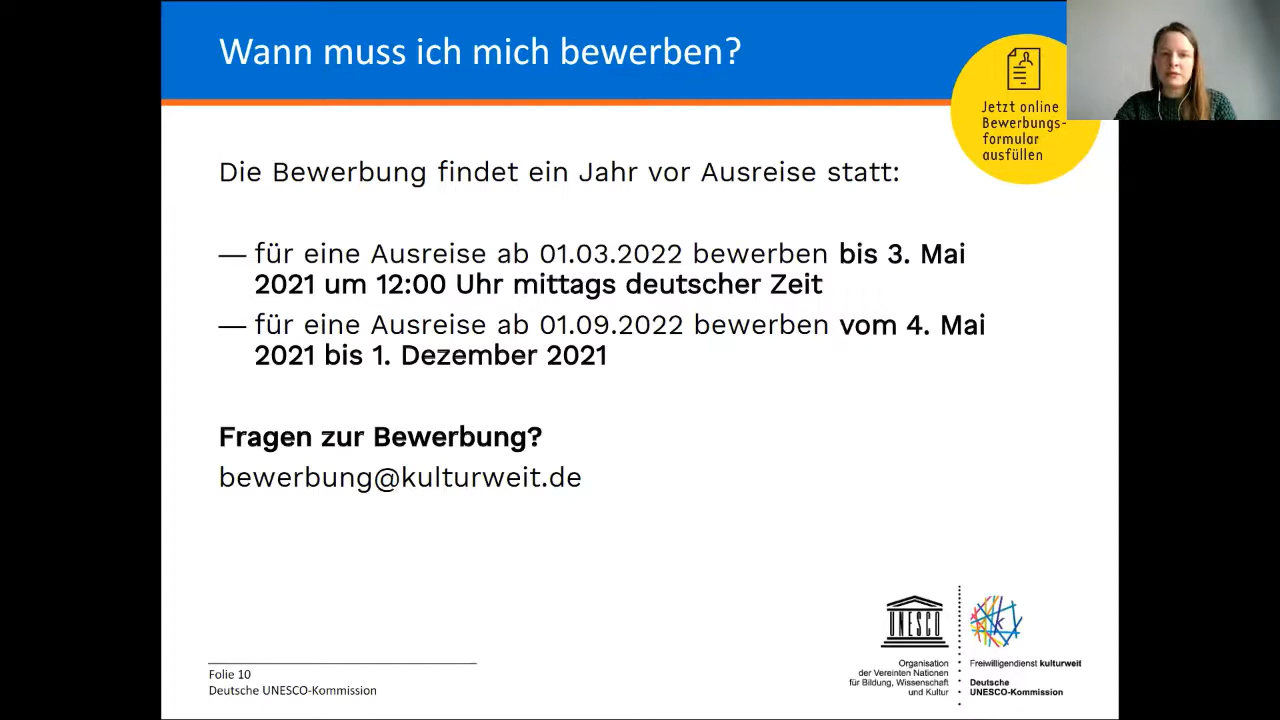 Wann muss ich mich bewerben?
Jetzt online
Bewerbungs-
formular
ausfüllen
Die Bewerbung findet ein Jahr vor Ausreise statt:
— für eine Ausreise ab 01.03.2022 bewerben bis 3. Mai
2021 um 12:00 Uhr mittags deutscher Zeit
— für eine Ausreise ab 01.09.2022 bewerben vom 4. Mai
2021 bis 1. Dezember 2021
Fragen zur Bewerbung?
bewerbung@kulturweit.de
Folie 10
Deutsche UNESCO-Kommission
UNESCO
Organisation
der Vereinten Nationen
für Bildung, Wissenschaft
und Kultur
k
Freiwilligendienst kulturweit
Deutsche
UNESCO-Kommission